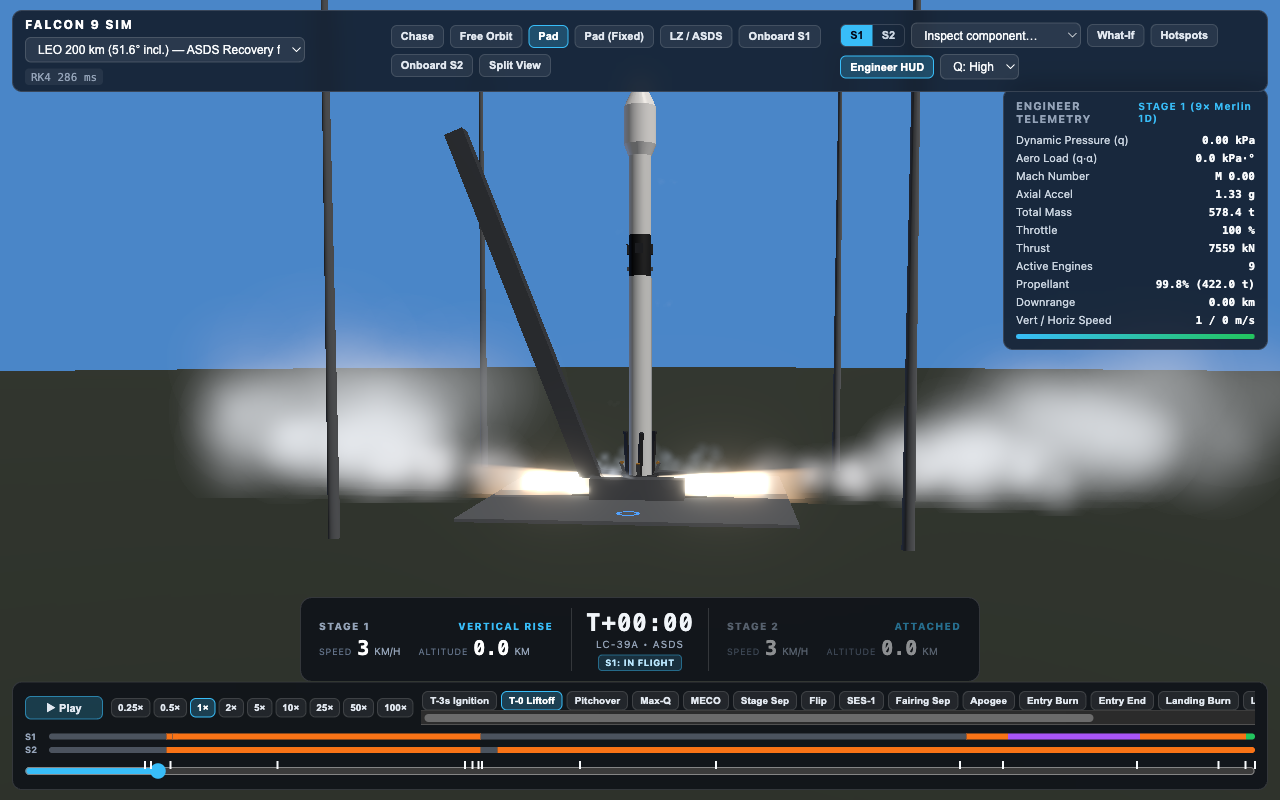 FALCON 9 SIM
LEO 200 km (51.6° incl.) — ASDS Recovery f
RK4 286 ms
Chase
Free Orbit
Pad
Pad (Fixed)
LZ / ASDS
Onboard S1
Onboard S2
Split View
S1
S2
Inspect component...
What-If
Hotspots
Engineer HUD
Q: High
ENGINEER TELEMETRY
STAGE 1 (9× Merlin 1D)
Dynamic Pressure (q) 0.00 kPa
Aero Load (q·α) 0.0 kPa·°
Mach Number M 0.00
Axial Accel 1.33 g
Total Mass 578.4 t
Throttle 100 %
Thrust 7559 kN
Active Engines 9
Propellant 99.8% (422.0 t)
Downrange 0.00 km
Vert / Horiz Speed 1 / 0 m/s
STAGE 1 VERTICAL RISE
SPEED 3 KM/H ALTITUDE 0.0 KM
T+00:00
LC-39A • ASDS
S1: IN FLIGHT
STAGE 2 ATTACHED
SPEED 3 KM/H ALTITUDE 0.0 KM
▶ Play
0.25×
0.5×
1×
2×
5×
10×
25×
50×
100×
T-3s Ignition
T-0 Liftoff
Pitchover
Max-Q
MECO
Stage Sep
Flip
SES-1
Fairing Sep
Apogee
Entry Burn
Entry End
Landing Burn
S1
S2